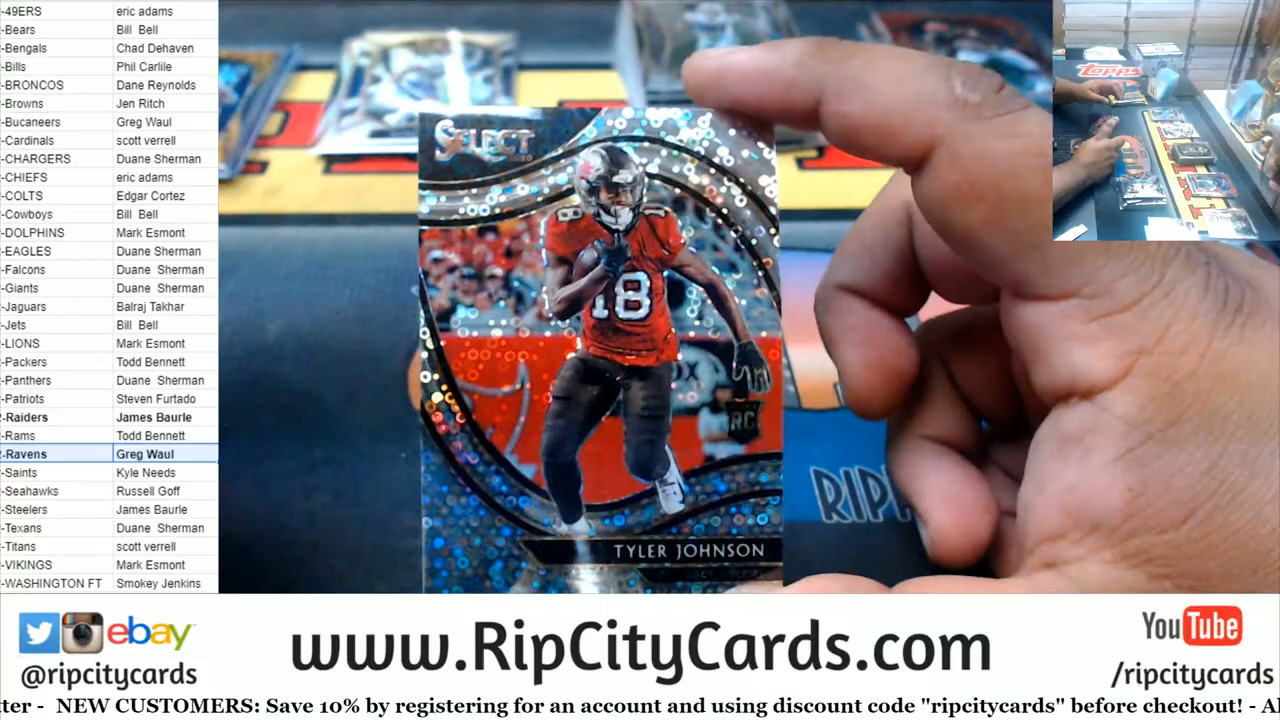 -49ERS eric adams
-Bears Bill Bell
-Bengals Chad Dehaven
-Bills Phil Carlile
-BRONCOS Dane Reynolds
-Browns Jen Ritch
-Bucaneers Greg Waul
-Cardinals scott verrell
-CHARGERS Duane Sherman
-CHIEFS eric adams
-COLTS Edgar Cortez
-Cowboys Bill Bell
-DOLPHINS Mark Esmont
-EAGLES Duane Sherman
-Falcons Duane Sherman
-Giants Duane Sherman
-Jaguars Balraj Takhar
-Jets Bill Bell
-LIONS Mark Esmont
-Packers Todd Bennett
-Panthers Duane Sherman
-Patriots Steven Furtado
-Raiders James Baurle
-Rams Todd Bennett
-Ravens Greg Waul
-Saints Kyle Needs
-Seahawks Russell Goff
-Steelers James Baurle
-Texans Duane Sherman
-Titans scott verrell
-VIKINGS Mark Esmont
-WASHINGTON FT Smokey Jenkins
SELECT
18
18
18
RC
TYLER JOHNSON
Topps
RIP
ebay
@ripcitycards
www.RipCityCards.com
YouTube
/ripcitycards
tter - NEW CUSTOMERS: Save 10% by registering for an account and using discount code "ripcitycards" before checkout! - A